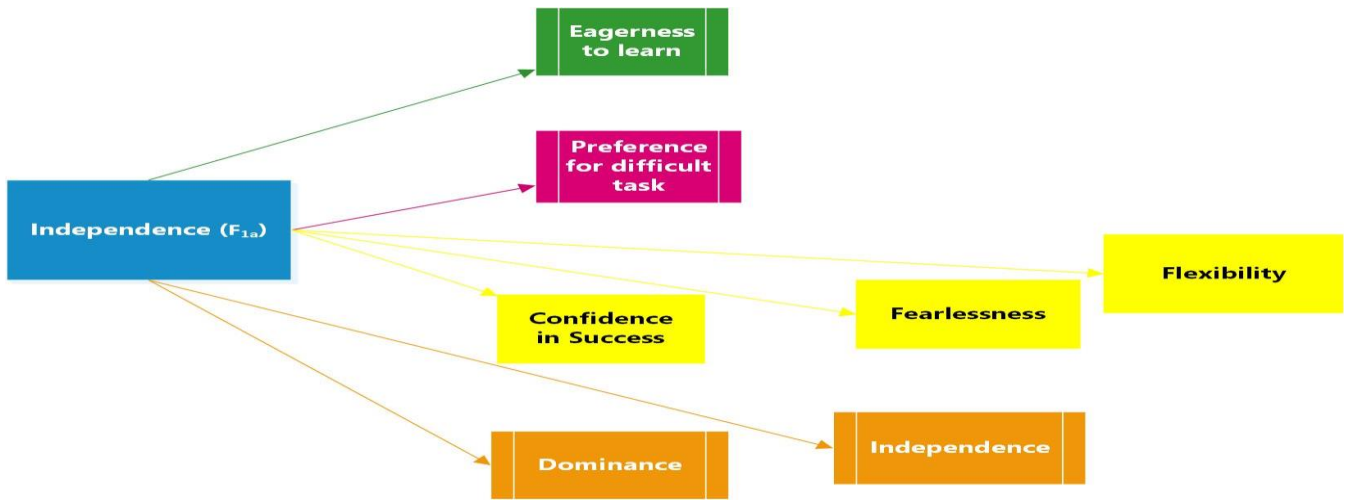 Eagerness
to learn
Preference
for difficult
task
Independence (F₁ₐ)
Flexibility
Confidence
in Success
Fearlessness
Dominance
Independence